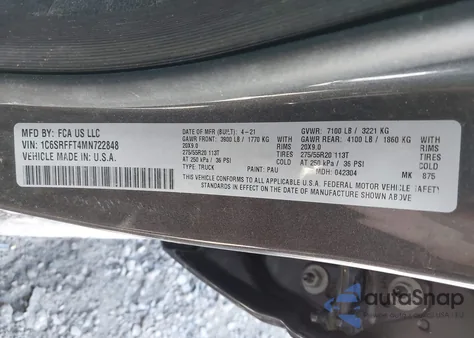 MFD BY: FCA US LLC
DATE OF MFR (BUILT): 4-21
GVWR: 7100 LB / 3221 KG
VIN: 1C6SRFFT4MN722848
GAWR FRONT: 3900 LB / 1770 KG
GAWR REAR: 4100 LB / 1860 KG
VEHICLE MADE IN: U.S.A.
20X9.0 RIMS
20X9.0 RIMS
275/55R20 113T TIRES
275/55R20 113T TIRES
AT 250 kPa / 36 PSI COLD
AT 250 kPa / 36 PSI COLD
TYPE: TRUCK
PAINT: PAU
MDH: 042304
MK 875
THIS VEHICLE CONFORMS TO ALL APPLICABLE U.S.A. FEDERAL MOTOR VEHICLE
SAFETY STANDARDS IN EFFECT ON THE DATE OF MANUFACTURE SHOWN ABOVE.
autoSnap